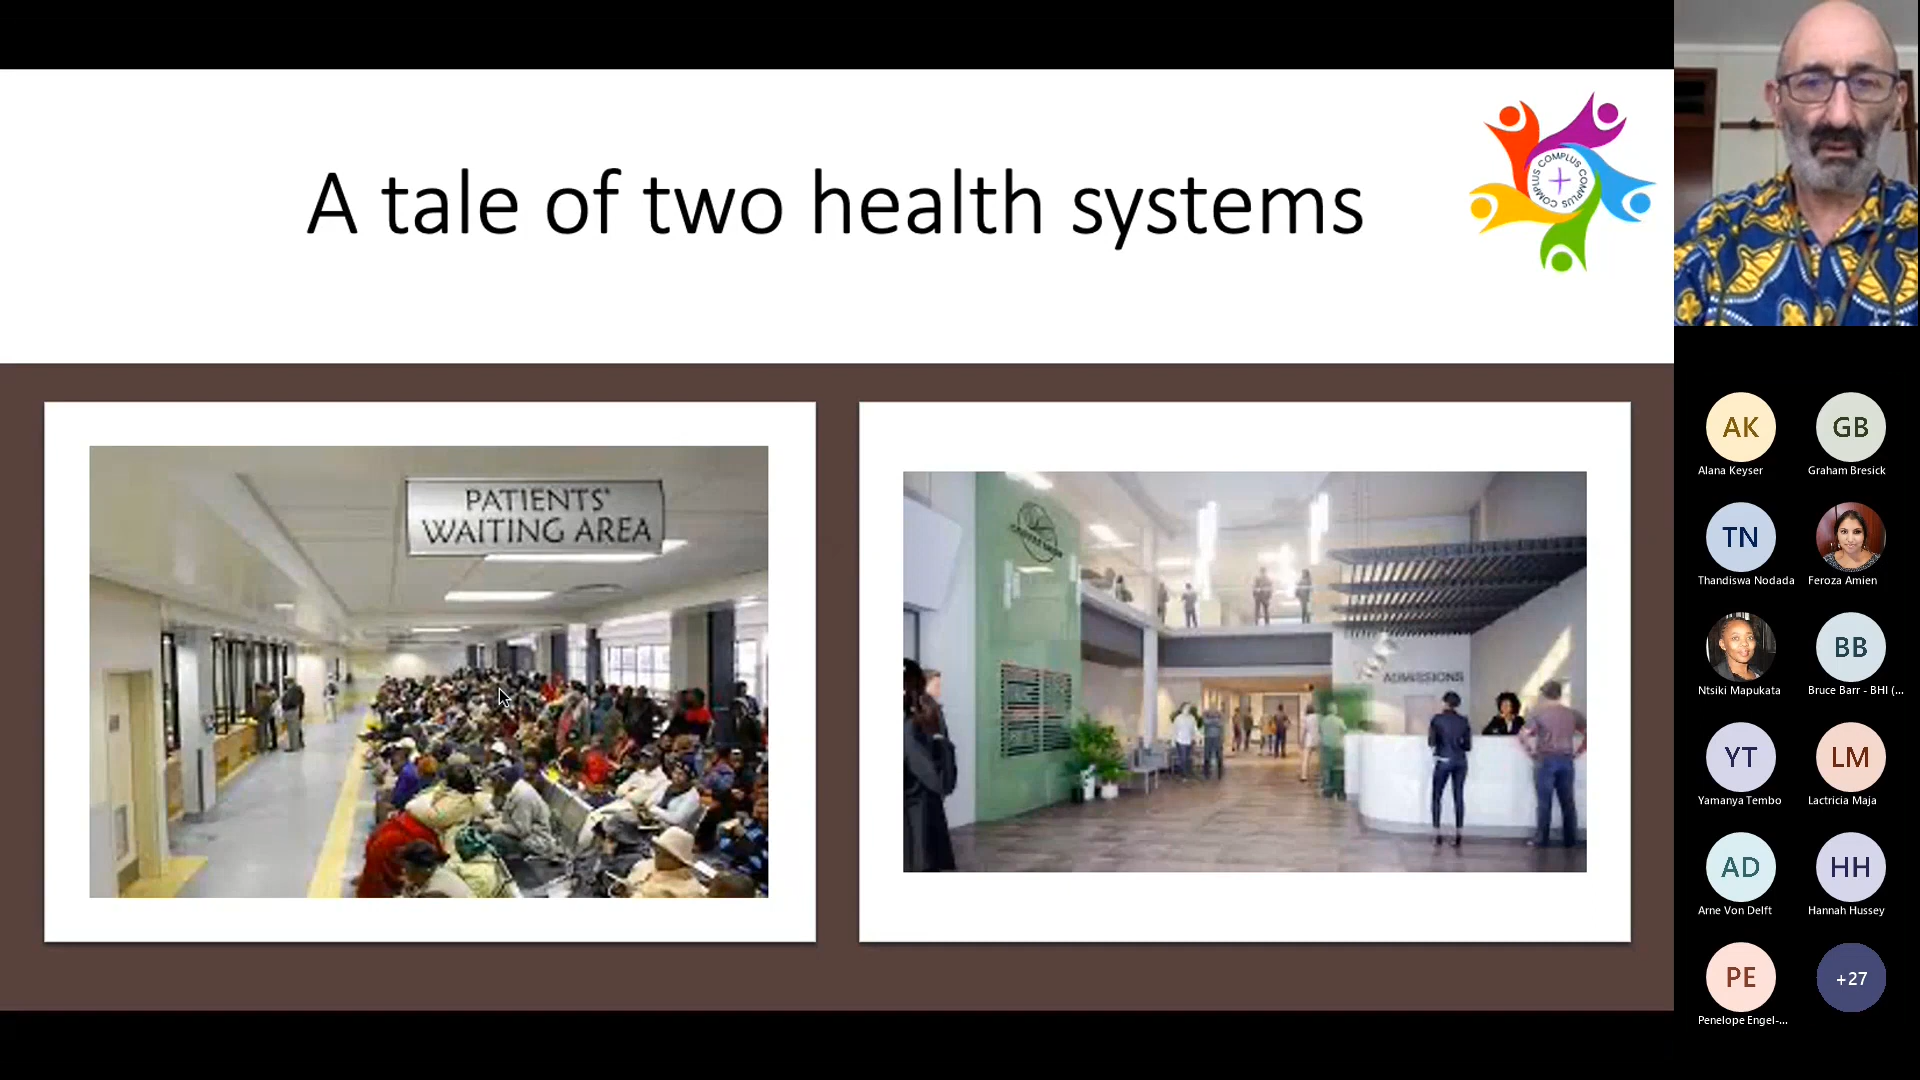 A tale of two health systems
COMPLUS COMPLUS COMPLUS
PATIENTS'
WAITING AREA
ADMISSIONS
AK
Alana Keyser
GB
Graham Bresick
TN
Thandiswa Nodada
Feroza Amien
Ntsiki Mapukata
BB
Bruce Barr - BHI (...
YT
Yamanya Tembo
LM
Lactricia Maja
AD
Arne Von Delft
HH
Hannah Hussey
PE
Penelope Engel-...
+27